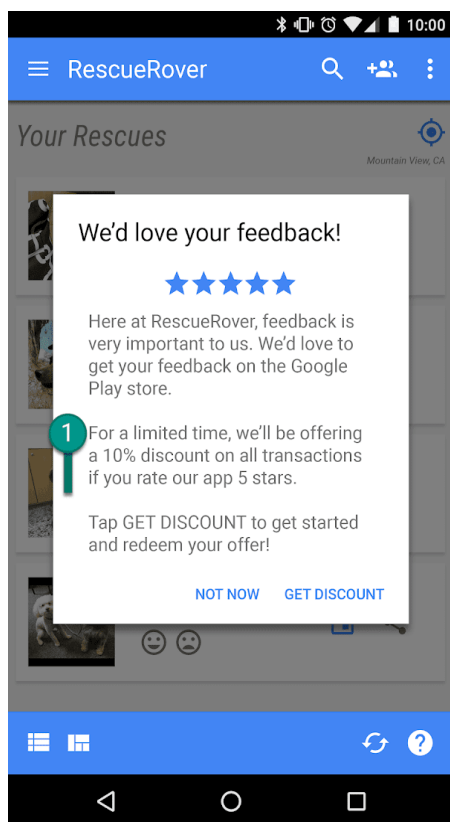 10:00
RescueRover
Your Rescues
Mountain View, CA
We'd love your feedback!
Here at RescueRover, feedback is
very important to us. We'd love to
get your feedback on the Google
Play store.
1
For a limited time, we'll be offering
a 10% discount on all transactions
if you rate our app 5 stars.
Tap GET DISCOUNT to get started
and redeem your offer!
NOT NOW GET DISCOUNT
?